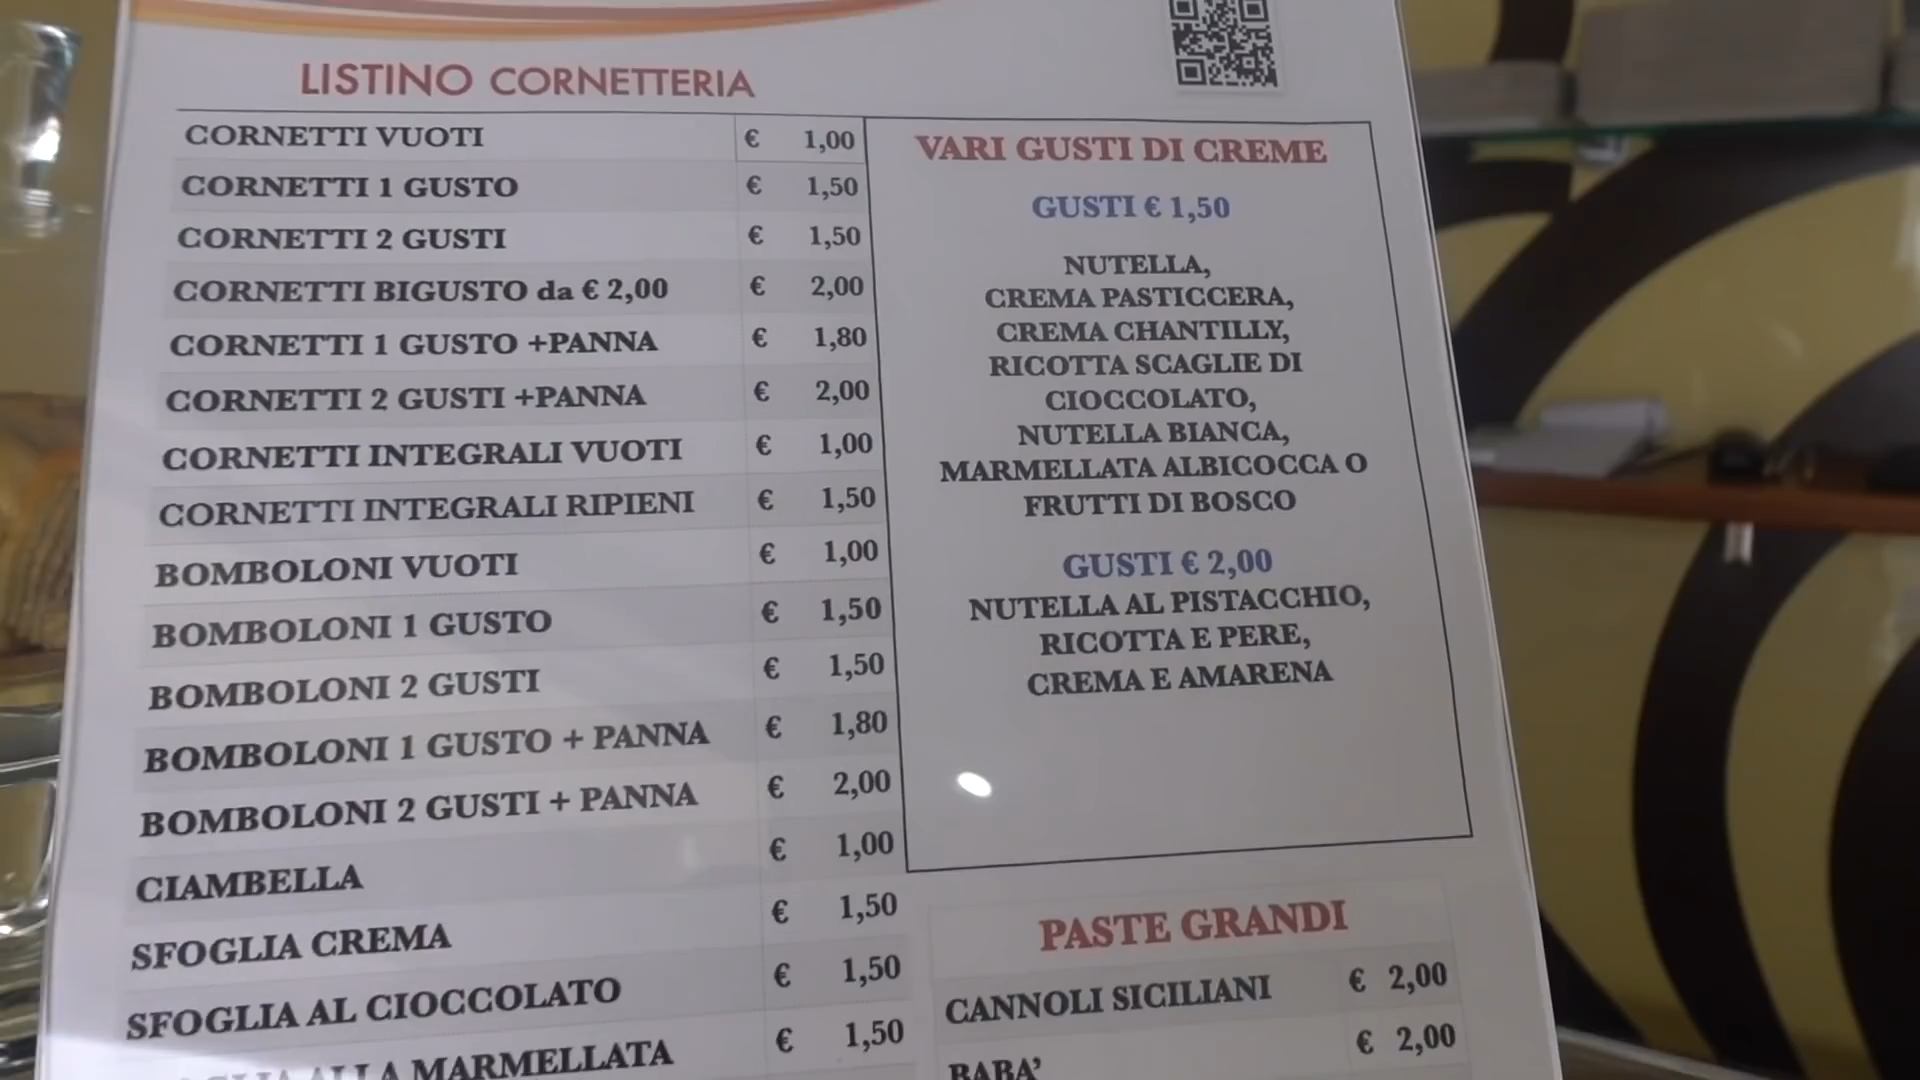 LISTINO CORNETTERIA
CORNETTI VUOTI € 1,00
CORNETTI 1 GUSTO € 1,50
CORNETTI 2 GUSTI € 1,50
CORNETTI BIGUSTO da € 2,00 € 2,00
CORNETTI 1 GUSTO +PANNA € 1,80
CORNETTI 2 GUSTI +PANNA € 2,00
CORNETTI INTEGRALI VUOTI € 1,00
CORNETTI INTEGRALI RIPIENI € 1,50
BOMBOLONI VUOTI € 1,00
BOMBOLONI 1 GUSTO € 1,50
BOMBOLONI 2 GUSTI € 1,50
BOMBOLONI 1 GUSTO + PANNA € 1,80
BOMBOLONI 2 GUSTI + PANNA € 2,00
CIAMBELLA € 1,00
SFOGLIA CREMA € 1,50
SFOGLIA AL CIOCCOLATO € 1,50
ALLA MARMELLATA € 1,50
VARI GUSTI DI CREME
GUSTI € 1,50
NUTELLA,
CREMA PASTICCERA,
CREMA CHANTILLY,
RICOTTA SCAGLIE DI
CIOCCOLATO,
NUTELLA BIANCA,
MARMELLATA ALBICOCCA O
FRUTTI DI BOSCO
GUSTI € 2,00
NUTELLA AL PISTACCHIO,
RICOTTA E PERE,
CREMA E AMARENA
PASTE GRANDI
CANNOLI SICILIANI € 2,00
BABA' € 2,00